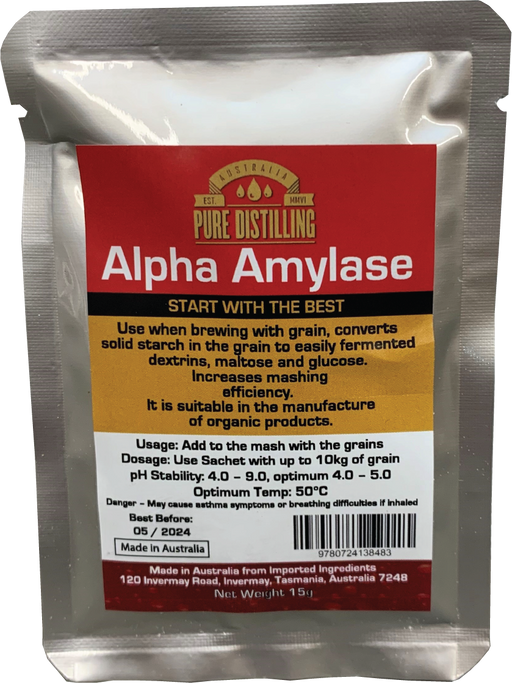 AUSTRALIA
EST. MMVI
PURE DISTILLING
Alpha Amylase
START WITH THE BEST
Use when brewing with grain, converts
solid starch in the grain to easily fermented
dextrins, maltose and glucose.
Increases mashing
efficiency.
It is suitable in the manufacture
of organic products.
Usage: Add to the mash with the grains
Dosage: Use Sachet with up to 10kg of grain
pH Stability: 4.0 – 9.0, optimum 4.0 – 5.0
Optimum Temp: 50°C
Danger – May cause asthma symptoms or breathing difficulties if inhaled
Best Before:
05 / 2024
Made in Australia
9780724138483
Made in Australia from Imported Ingredients
120 Invermay Road, Invermay, Tasmania, Australia 7248
Net Weight 15g